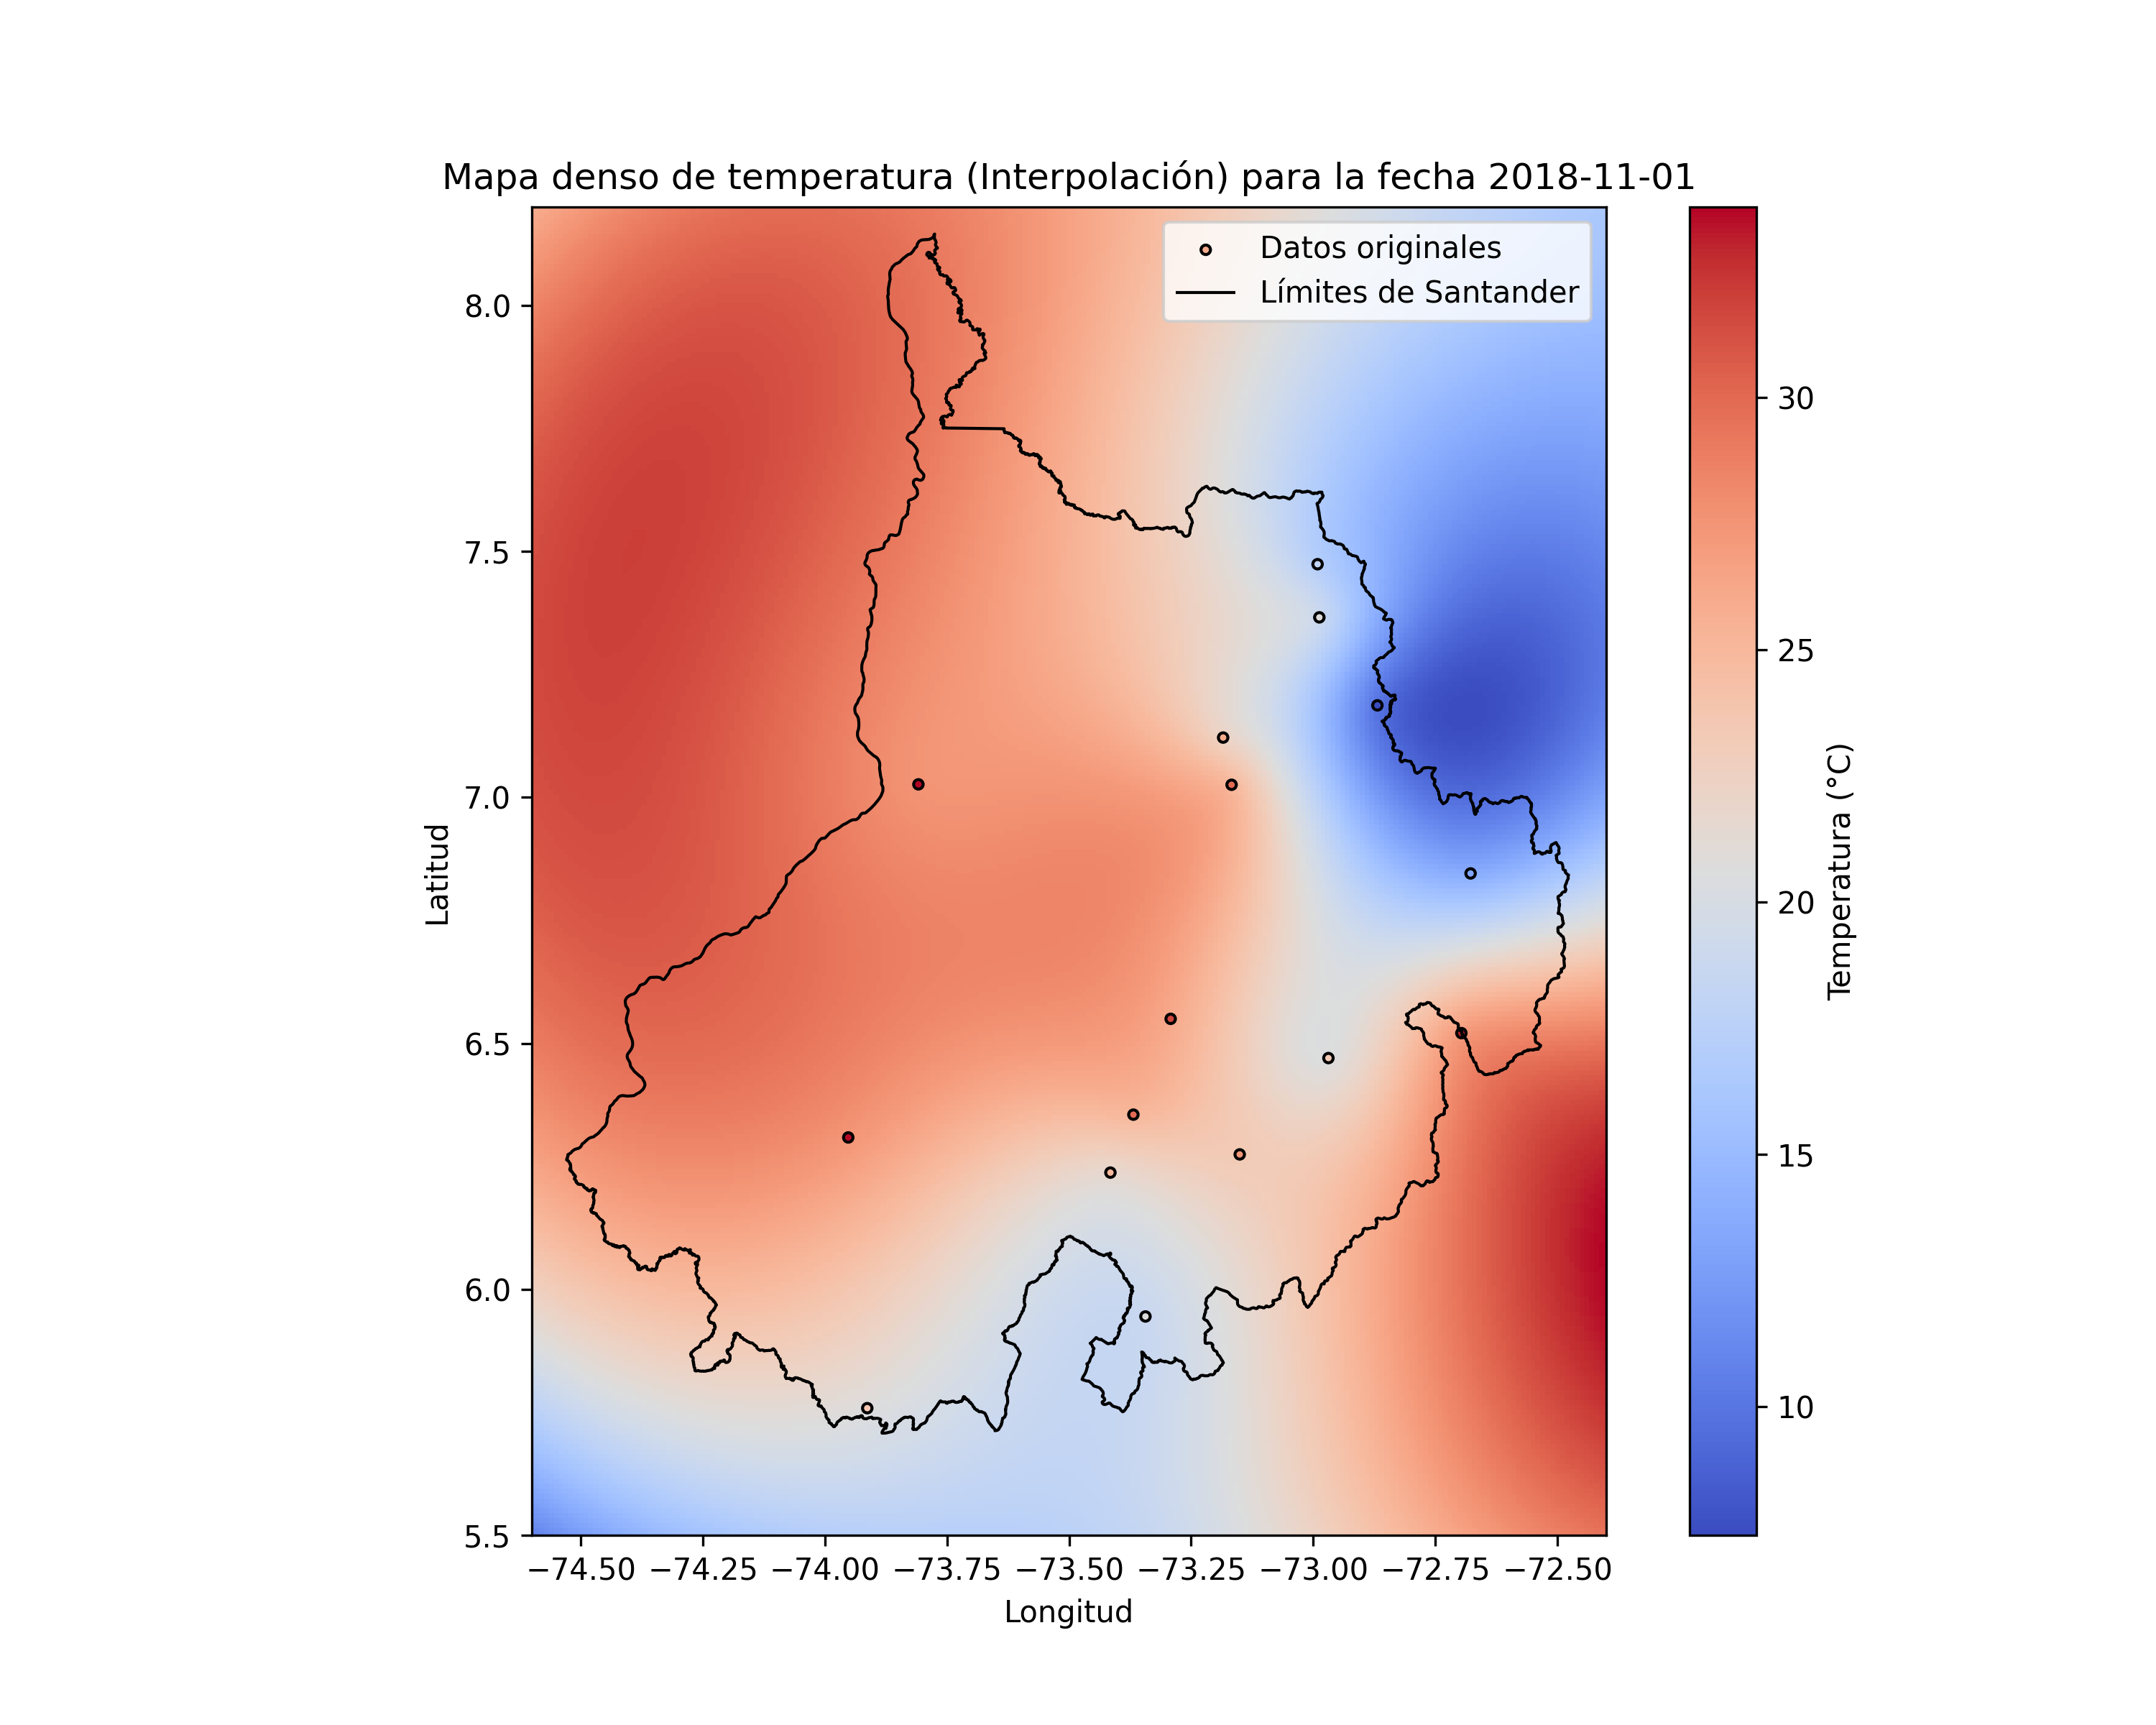 Mapa denso de temperatura (Interpolación) para la fecha 2018-11-01
Datos originales
Límites de Santander
8.0
7.5
7.0
6.5
6.0
5.5
Latitud
−74.50 −74.25 −74.00 −73.75 −73.50 −73.25 −73.00 −72.75 −72.50
Longitud
30
25
20
15
10
Temperatura (°C)